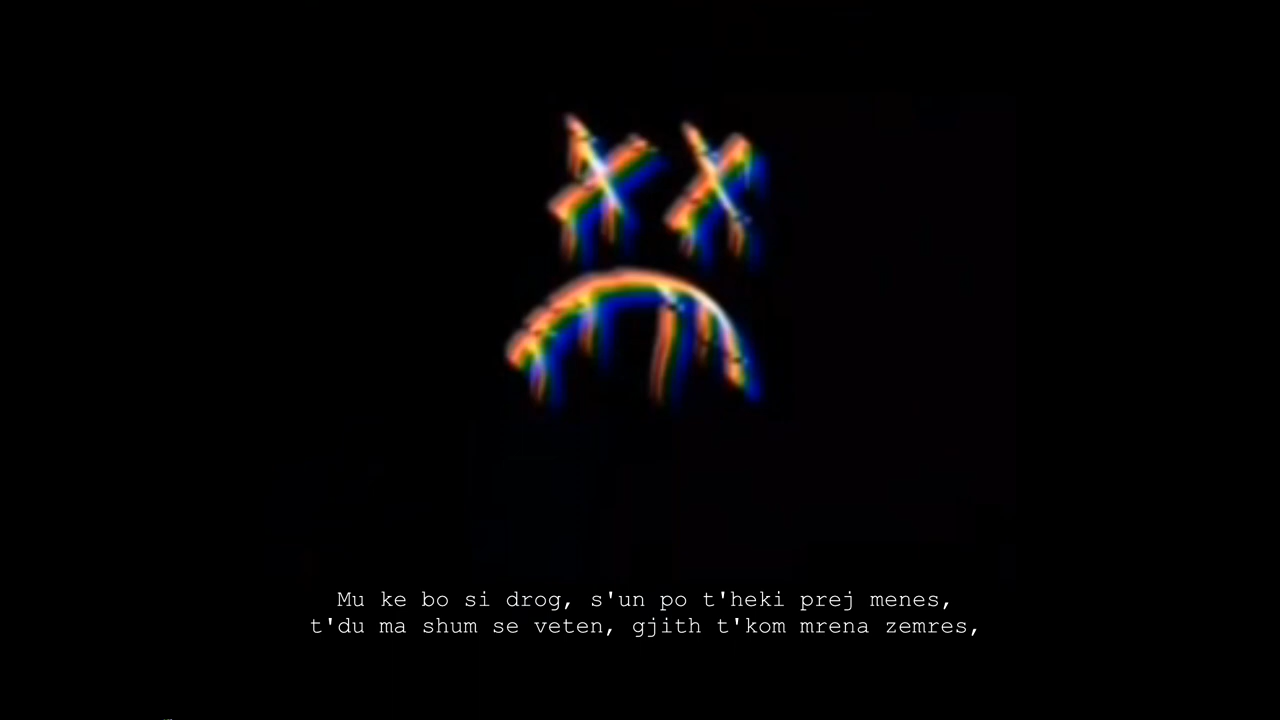 Mu ke bo si drog, s'un po t'heki prej menes,
t'du ma shum se veten, gjith t'kom mrena zemres,